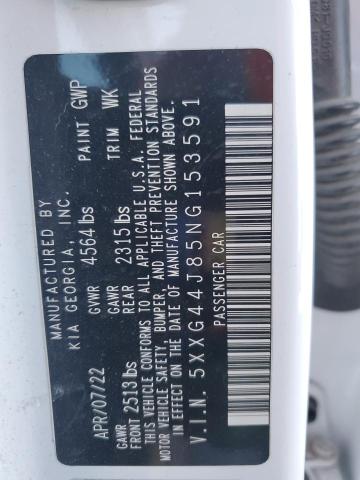 MANUFACTURED BY
KIA GEORGIA, INC.
APR/07/22 GVWR 4564 lbs PAINT GWP
GAWR FRONT 2513 lbs GAWR REAR 2315 lbs TRIM WK
THIS VEHICLE CONFORMS TO ALL APPLICABLE U.S.A. FEDERAL
MOTOR VEHICLE SAFETY, BUMPER, AND THEFT PREVENTION STANDARDS
IN EFFECT ON THE DATE OF MANUFACTURE SHOWN ABOVE.
V.I.N. 5XXG44J85NG153591
PASSENGER CAR